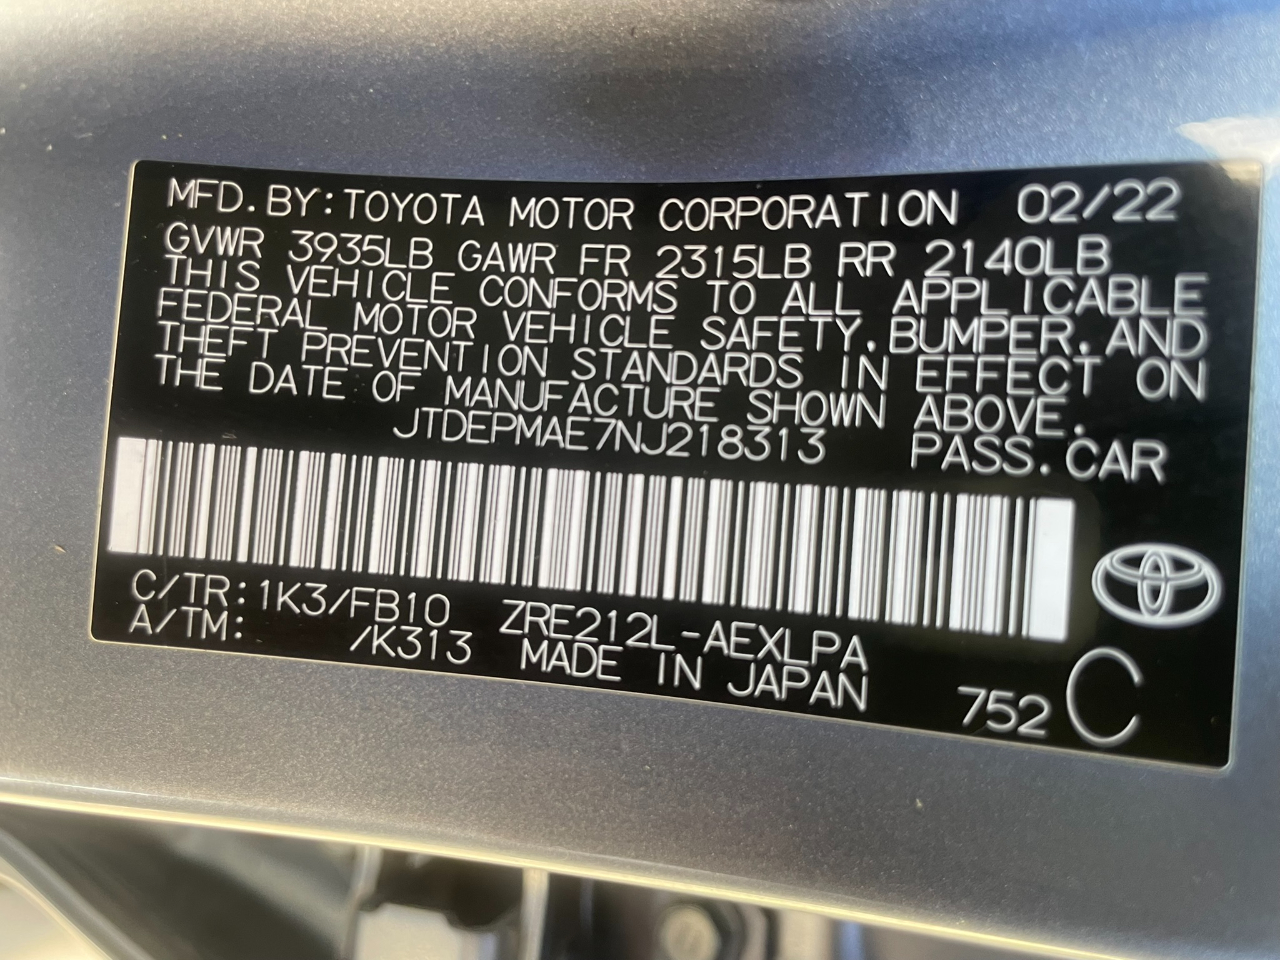 MFD. BY: TOYOTA MOTOR CORPORATION 02/22
GVWR 3935LB GAWR FR 2315LB RR 2140LB
THIS VEHICLE CONFORMS TO ALL APPLICABLE
FEDERAL MOTOR VEHICLE SAFETY, BUMPER, AND
THEFT PREVENTION STANDARDS IN EFFECT ON
THE DATE OF MANUFACTURE SHOWN ABOVE.
JTDEPMAE7NJ218313 PASS. CAR
C/TR: 1K3/FB10 ZRE212L-AEXLPA
A/TM: /K313 MADE IN JAPAN
752 C